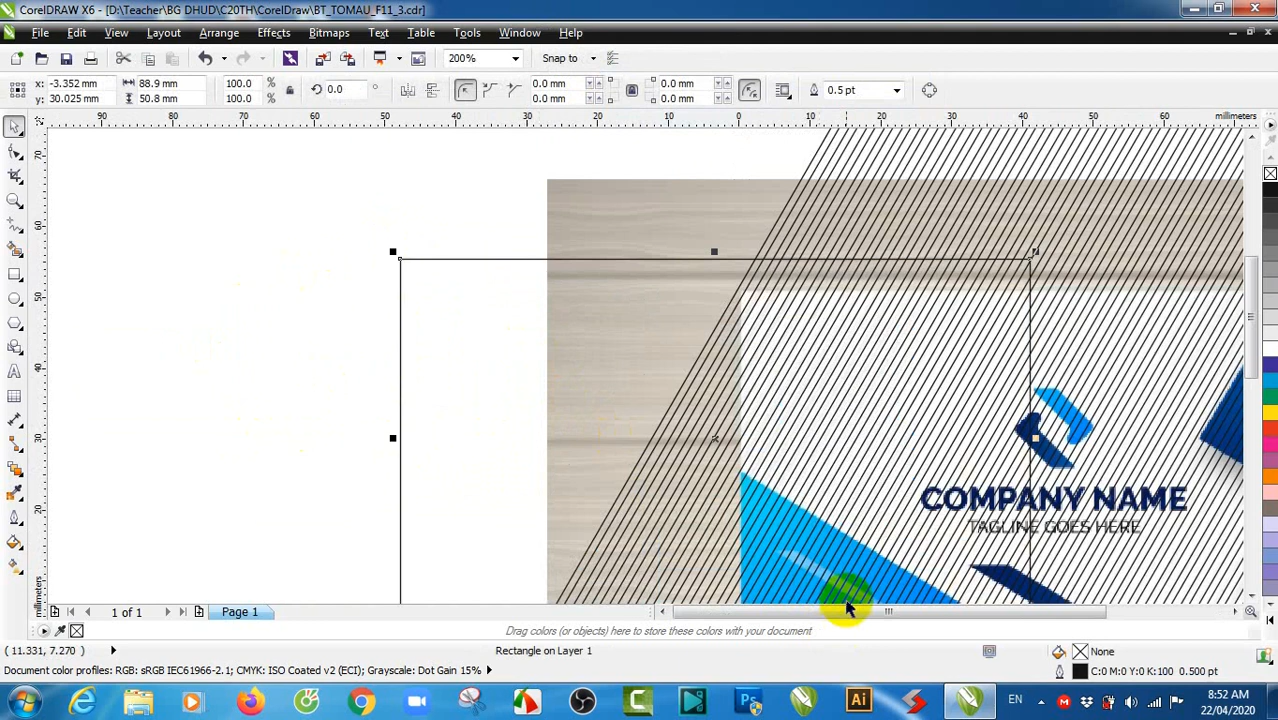 CorelDRAW X6 - [D:\Teacher\BG DHUD\C20TH\CorelDraw\BT_TOMAU_F11_3.cdr]
File Edit View Layout Arrange Effects Bitmaps Text Table Tools Window Help
200% Snap to
x: -3.352 mm 88.9 mm 100.0 % 0.0 ° 0.0 mm 0.0 mm 0.5 pt
y: 30.025 mm 50.8 mm 100.0 % 0.0 mm 0.0 mm
90 80 70 60 50 40 30 20 10 0 10 20 30 40 50 60 millimeters
70
60
50
40
30
20
millimeters
COMPANY NAME
TAGLINE GOES HERE
1 of 1 Page 1
Drag colors (or objects) here to store these colors with your document
(11.331, 7.270) Rectangle on Layer 1 None
Document color profiles: RGB: sRGB IEC61966-2.1; CMYK: ISO Coated v2 (ECI); Grayscale: Dot Gain 15% C:0 M:0 Y:0 K:100 0.500 pt
Ps Ai EN 8:52 AM
22/04/2020